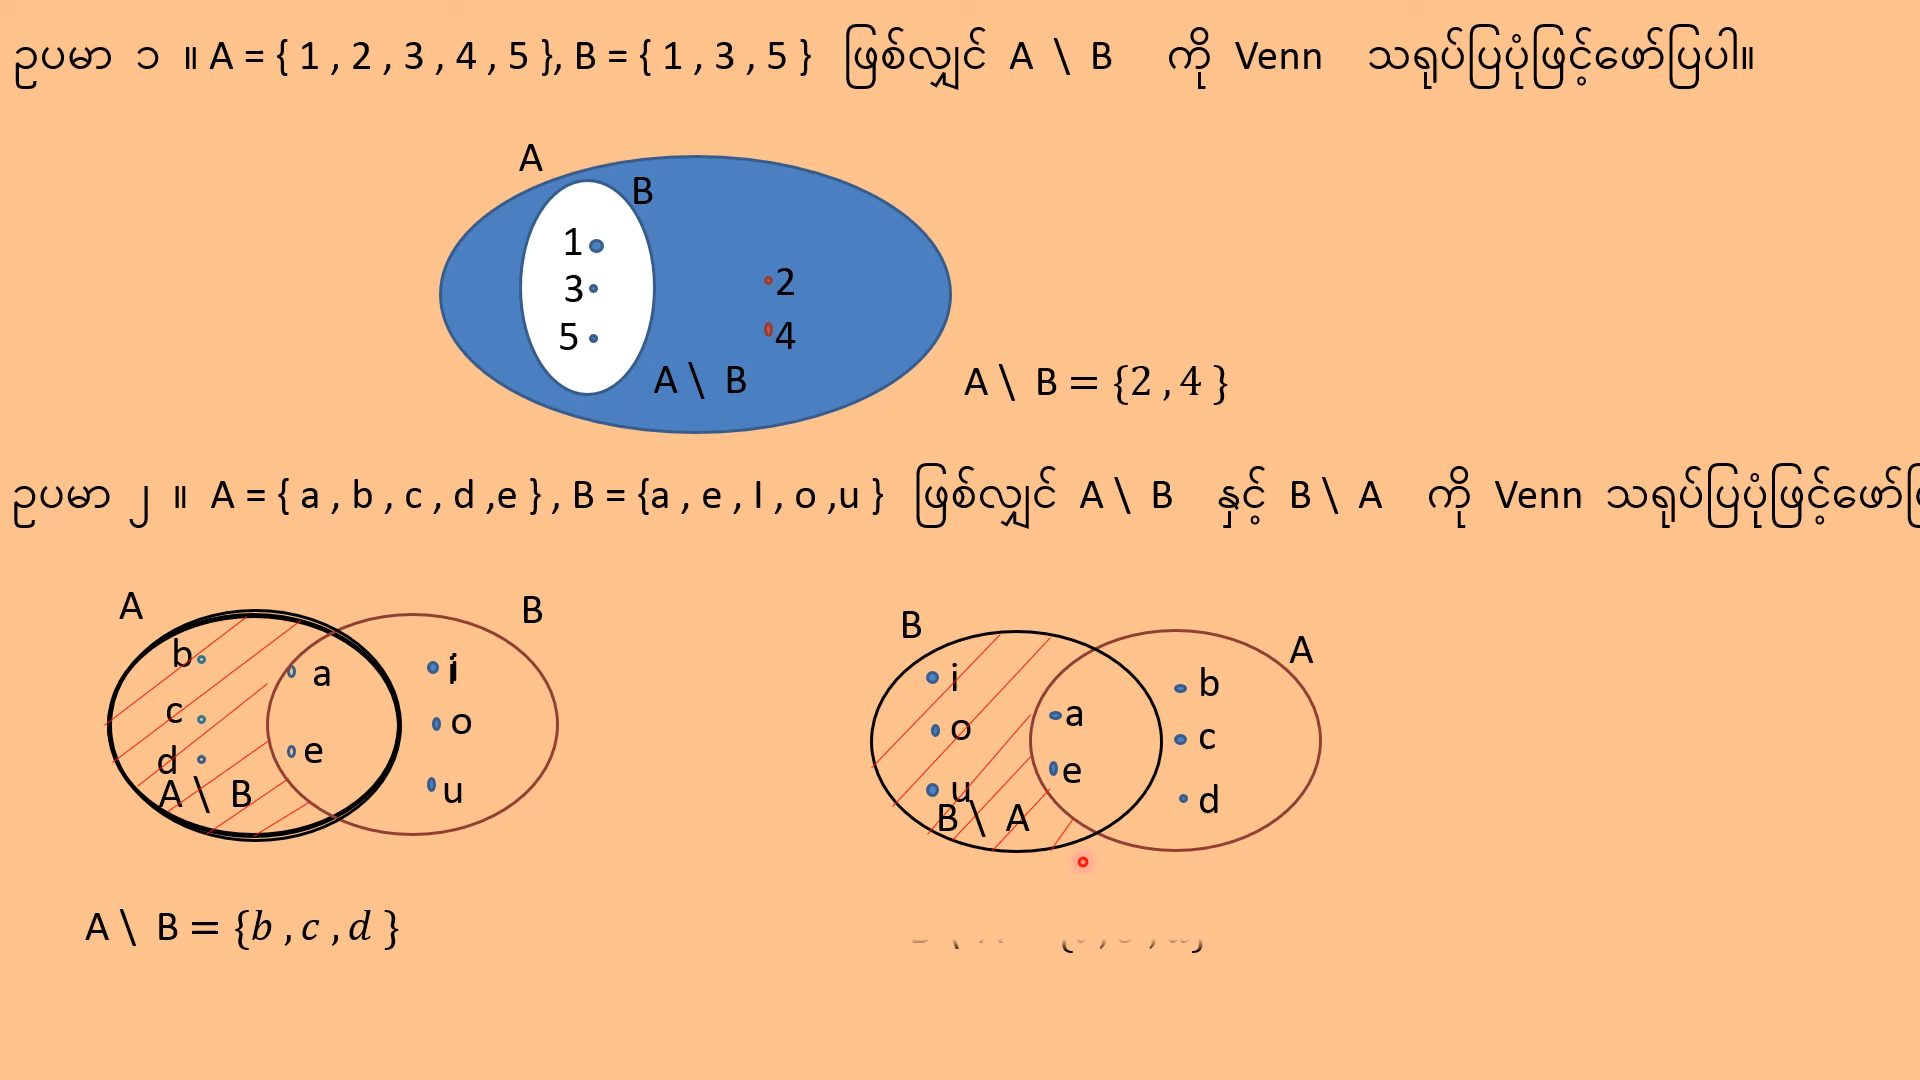 ဥပမာ ၁ ။ A = { 1 , 2 , 3 , 4 , 5 }, B = { 1 , 3 , 5 } ဖြစ်လျှင် A \ B ကို Venn သရုပ်ပြပုံဖြင့်ဖော်ပြပါ။
A
B
1
3
5
2
4
A \ B
A \ B = {2 , 4 }
ဥပမာ ၂ ။ A = { a , b , c , d ,e } , B = {a , e , I , o ,u } ဖြစ်လျှင် A \ B နှင့် B \ A ကို Venn သရုပ်ပြပုံဖြင့်
A
B
b
c
d
a
e
i
o
u
A \ B
B
A
i
o
u
a
e
b
c
d
B \ A
A \ B = {b , c , d }